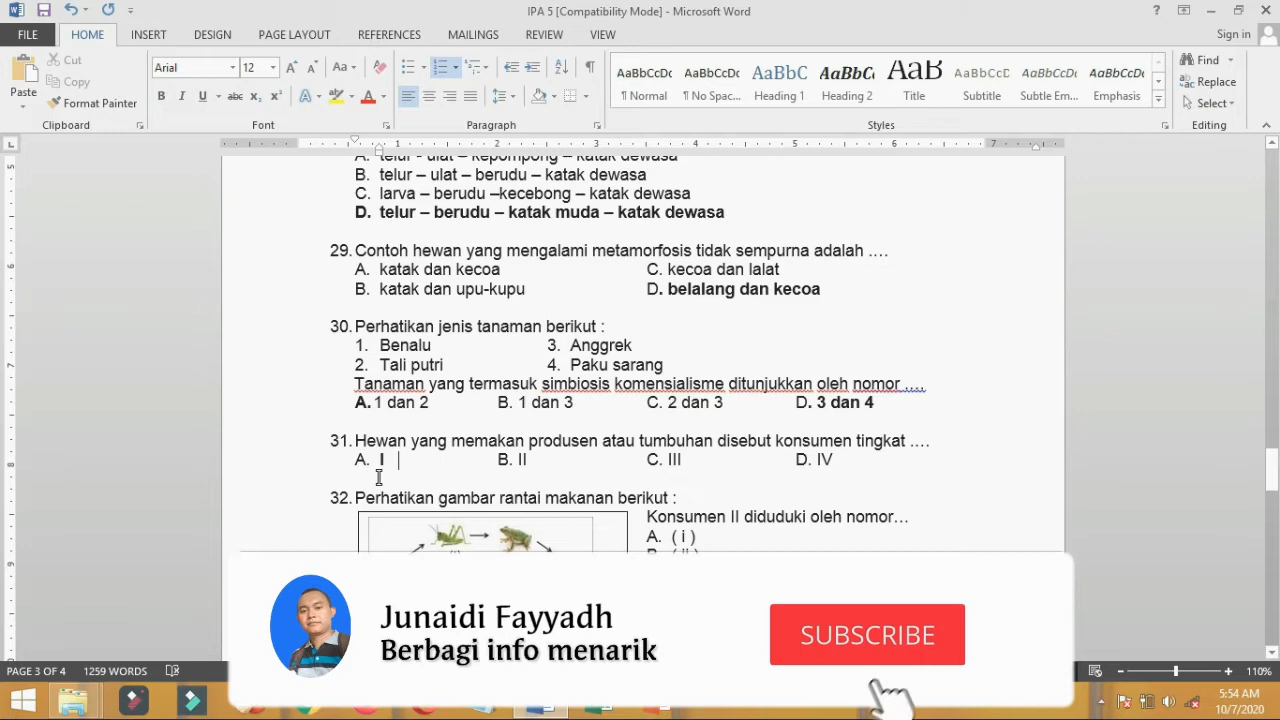 IPA 5 [Compatibility Mode] - Microsoft Word
FILE HOME INSERT DESIGN PAGE LAYOUT REFERENCES MAILINGS REVIEW VIEW Sign in
Cut
Copy
Format Painter
Paste
Clipboard
Arial 12
Font
Paragraph
AaBbCcDc AaBbCcDc AaBbC AaBbCc AaB AaBbCcD AaBbCcDc AaBbCcDc
¶ Normal ¶ No Spac... Heading 1 Heading 2 Title Subtitle Subtle Em... Emphasis
Styles
Find
Replace
Select
Editing
A. telur - ulat – kepompong – katak dewasa
B. telur – ulat – berudu – katak dewasa
C. larva – berudu –kecebong – katak dewasa
D. telur – berudu – katak muda – katak dewasa
29. Contoh hewan yang mengalami metamorfosis tidak sempurna adalah ….
A. katak dan kecoa C. kecoa dan lalat
B. katak dan upu-kupu D. belalang dan kecoa
30. Perhatikan jenis tanaman berikut :
1. Benalu 3. Anggrek
2. Tali putri 4. Paku sarang
Tanaman yang termasuk simbiosis komensialisme ditunjukkan oleh nomor ….
A. 1 dan 2 B. 1 dan 3 C. 2 dan 3 D. 3 dan 4
31. Hewan yang memakan produsen atau tumbuhan disebut konsumen tingkat ….
A. I B. II C. III D. IV
32. Perhatikan gambar rantai makanan berikut :
Konsumen II diduduki oleh nomor…
A. ( i )
B. ( ii )
Junaidi Fayyadh
Berbagi info menarik
SUBSCRIBE
PAGE 3 OF 4 1259 WORDS 110%
5:54 AM
10/7/2020